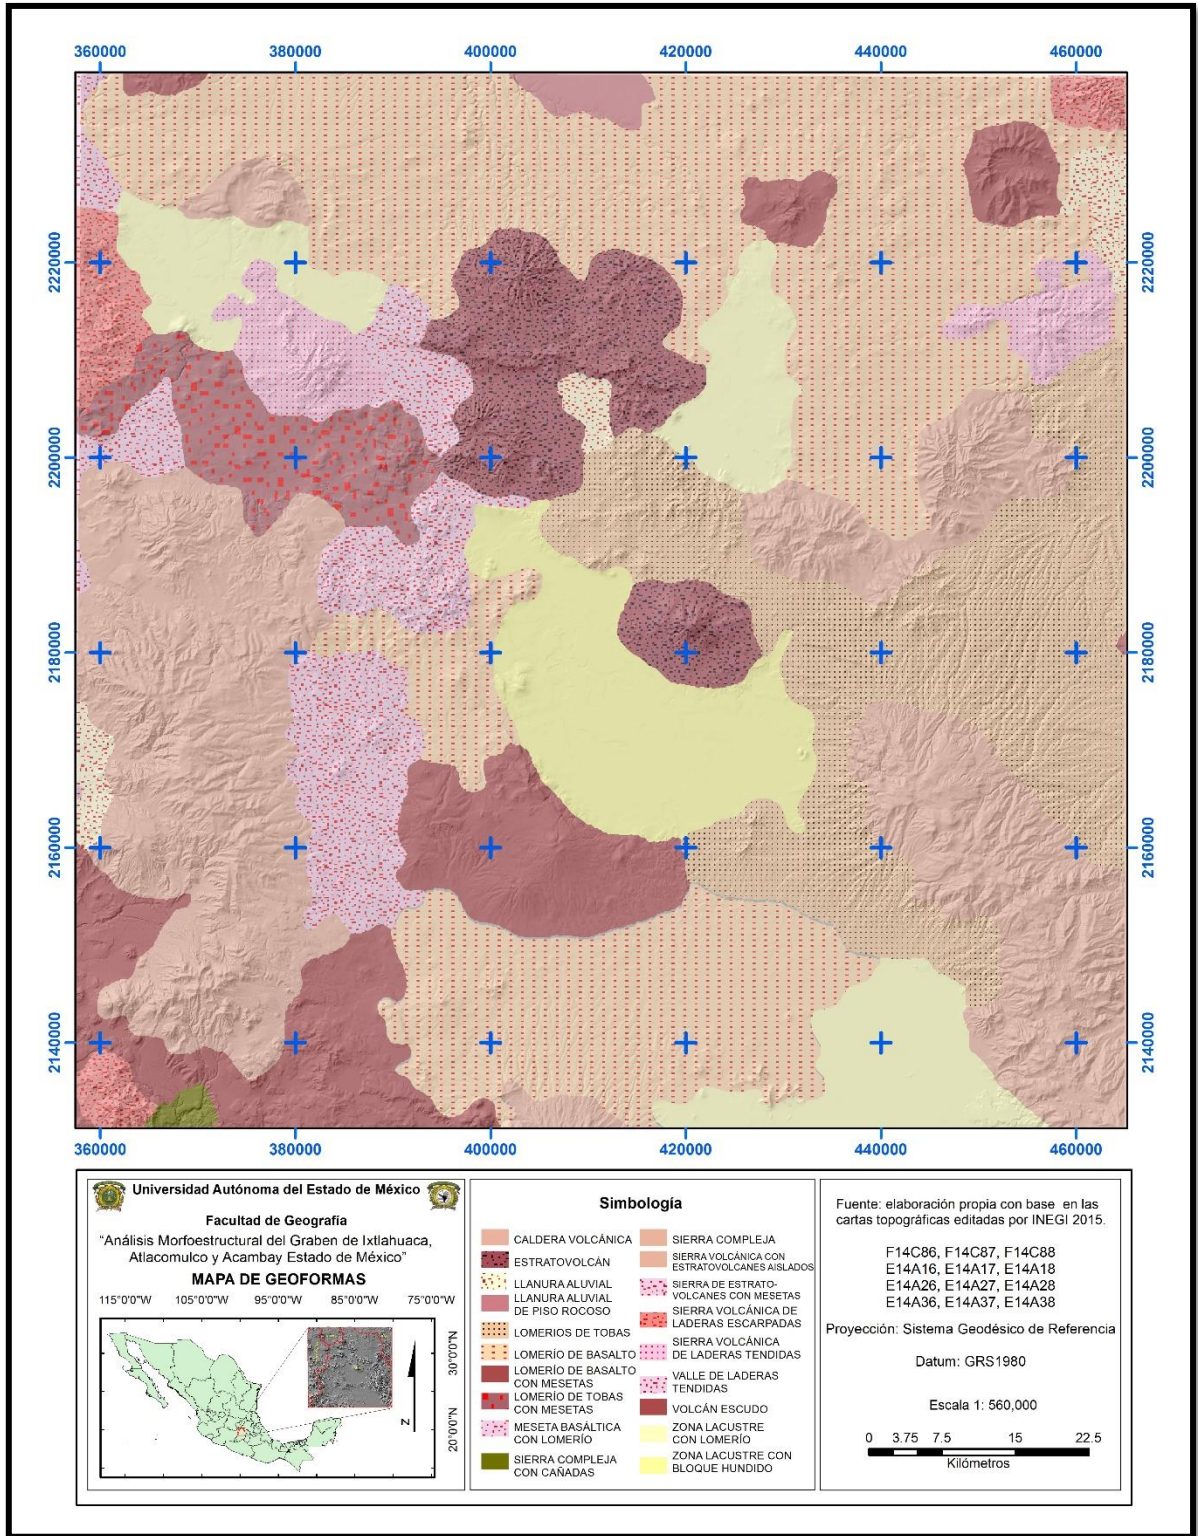 360000 380000 400000 420000 440000 460000
2220000 2220000
2200000 2200000
2180000 2180000
2160000 2160000
2140000 2140000
360000 380000 400000 420000 440000 460000
Universidad Autónoma del Estado de México
Facultad de Geografía
“Análisis Morfoestructural del Graben de Ixtlahuaca,
Atlacomulco y Acambay Estado de México”
MAPA DE GEOFORMAS
115°0'0"W 105°0'0"W 95°0'0"W 85°0'0"W 75°0'0"W
30°0'0"N
20°0'0"N
N
Simbología
CALDERA VOLCÁNICA
ESTRATOVOLCÁN
LLANURA ALUVIAL
LLANURA ALUVIAL
DE PISO ROCOSO
LOMERIOS DE TOBAS
LOMERÍO DE BASALTO
LOMERÍO DE BASALTO
CON MESETAS
LOMERÍO DE TOBAS
CON MESETAS
MESETA BASÁLTICA
CON LOMERÍO
SIERRA COMPLEJA
CON CAÑADAS
SIERRA COMPLEJA
SIERRA VOLCÁNICA CON
ESTRATOVOLCANES AISLADOS
SIERRA DE ESTRATO-
VOLCANES CON MESETAS
SIERRA VOLCÁNICA DE
LADERAS ESCARPADAS
SIERRA VOLCÁNICA
DE LADERAS TENDIDAS
VALLE DE LADERAS
TENDIDAS
VOLCÁN ESCUDO
ZONA LACUSTRE
CON LOMERÍO
ZONA LACUSTRE CON
BLOQUE HUNDIDO
Fuente: elaboración propia con base en las
cartas topográficas editadas por INEGI 2015.
F14C86, F14C87, F14C88
E14A16, E14A17, E14A18
E14A26, E14A27, E14A28
E14A36, E14A37, E14A38
Proyección: Sistema Geodésico de Referencia
Datum: GRS1980
Escala 1: 560,000
0 3.75 7.5 15 22.5
Kilómetros